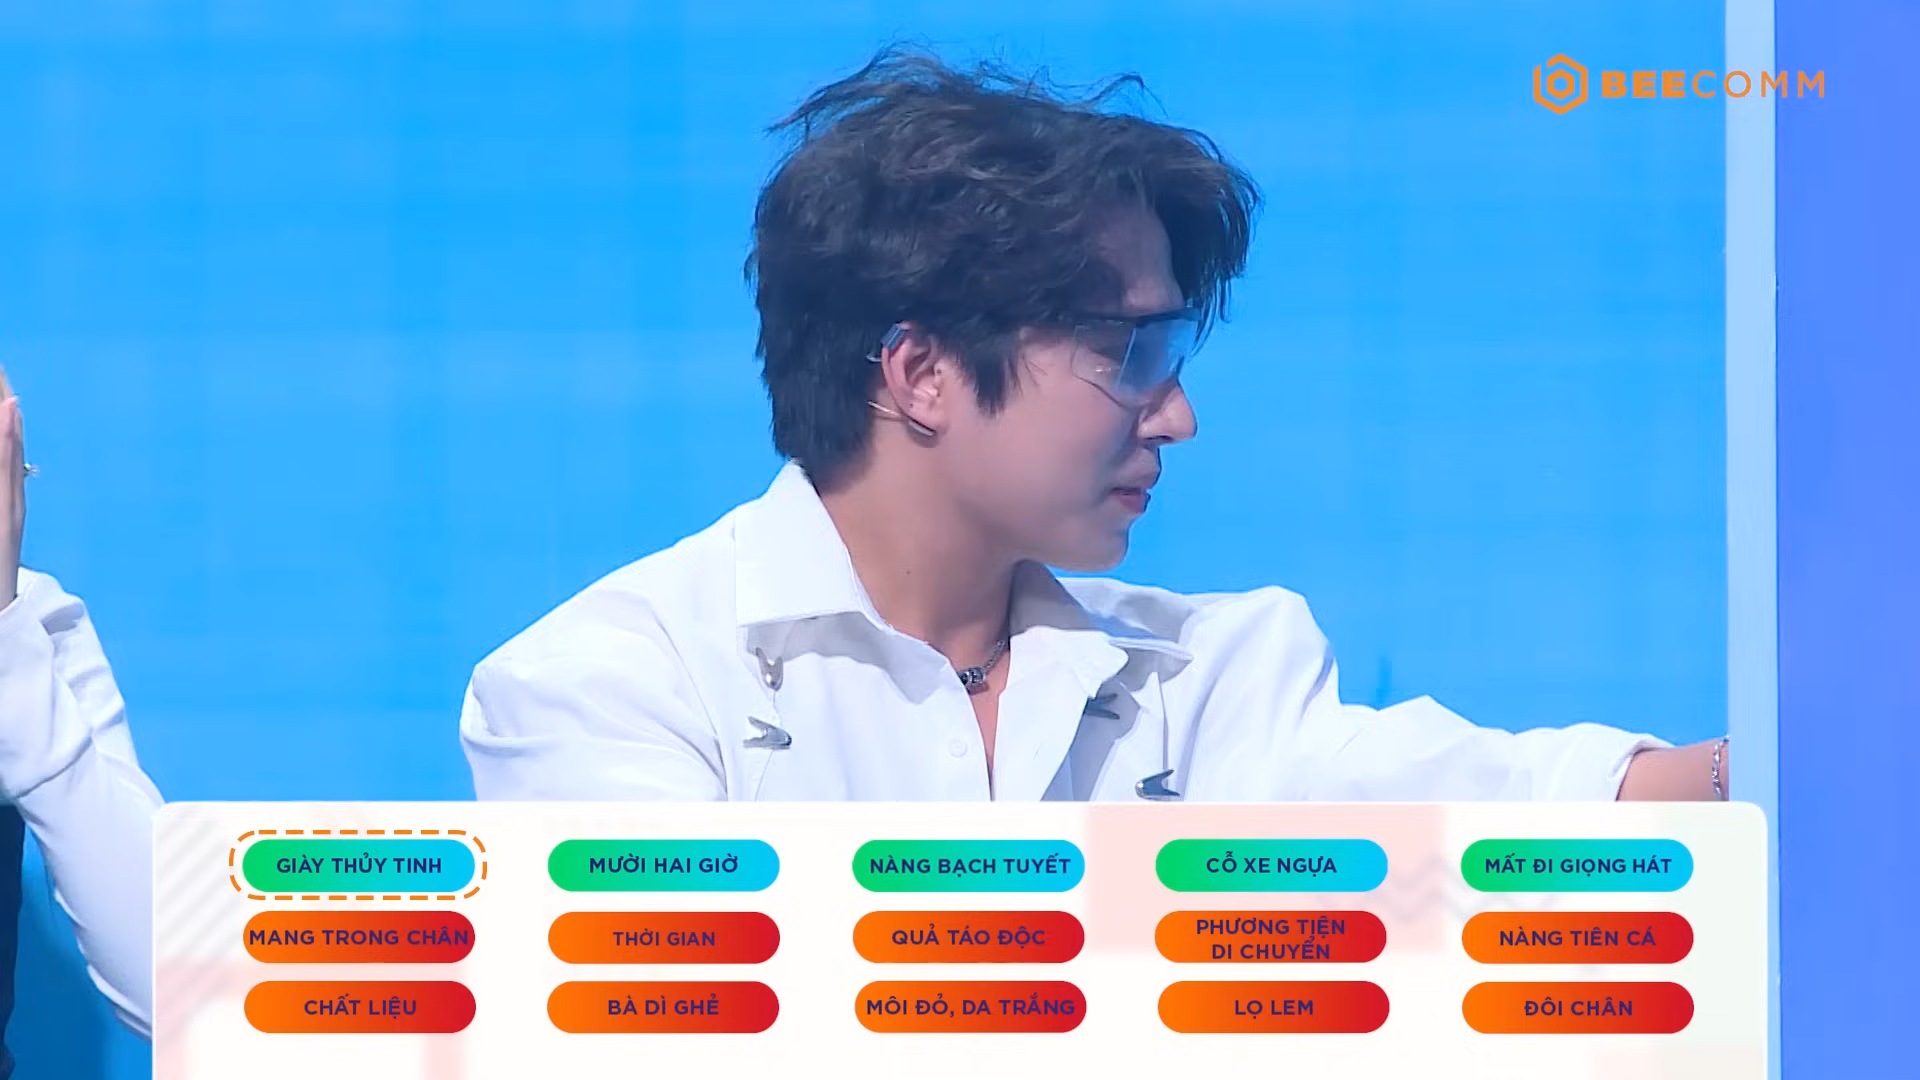 BEECOMM
GIÀY THỦY TINH
MƯỜI HAI GIỜ
NÀNG BẠCH TUYẾT
CỖ XE NGỰA
MẤT ĐI GIỌNG HÁT
MANG TRONG CHÂN
THỜI GIAN
QUẢ TÁO ĐỘC
PHƯƠNG TIỆN
DI CHUYỂN
NÀNG TIÊN CÁ
CHẤT LIỆU
BÀ DÌ GHẺ
MÔI ĐỎ, DA TRẮNG
LỌ LEM
ĐÔI CHÂN